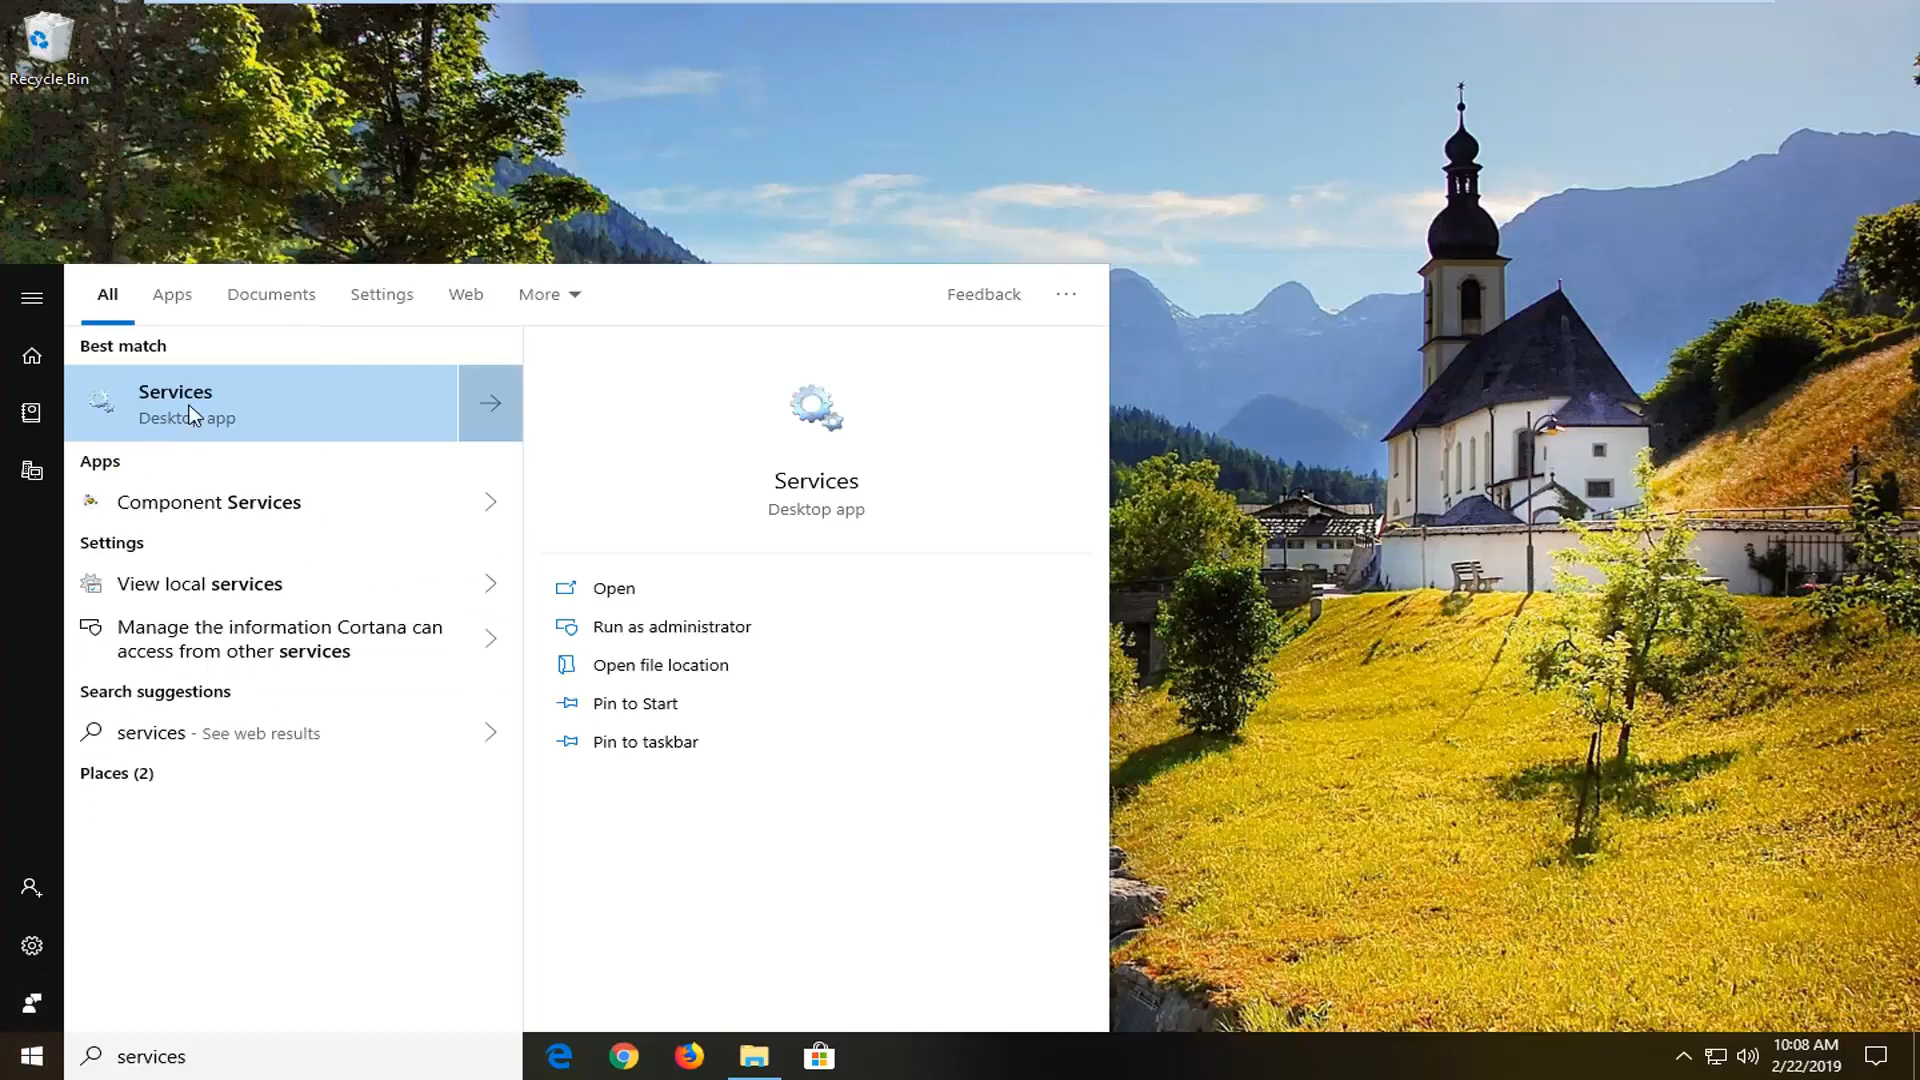 Recycle Bin
All
Apps
Documents
Settings
Web
More
Feedback
Best match
Services
Desktop app
Apps
Component Services
Settings
View local services
Manage the information Cortana can
access from other services
Search suggestions
services - See web results
Places (2)
Services
Desktop app
Open
Run as administrator
Open file location
Pin to Start
Pin to taskbar
services
10:08 AM
2/22/2019